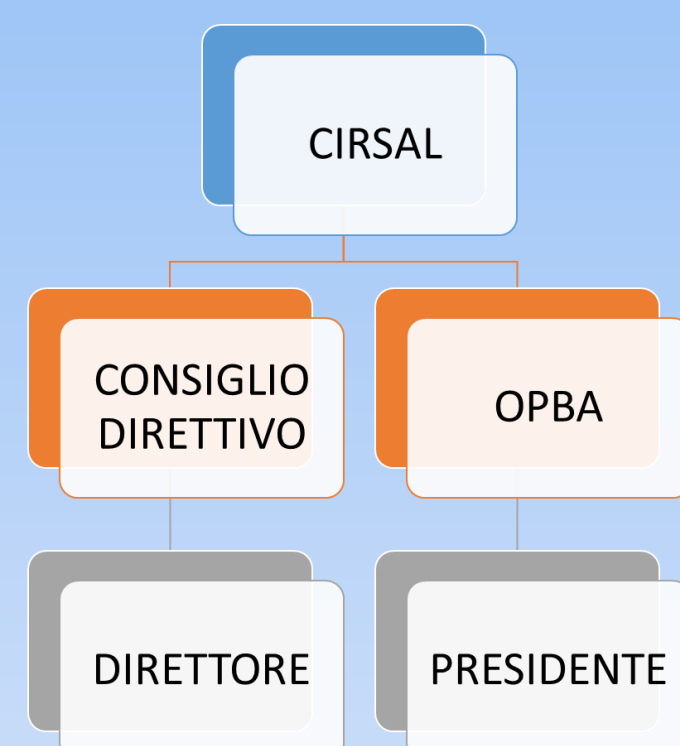 CIRSAL
CONSIGLIO
DIRETTIVO
OPBA
DIRETTORE
PRESIDENTE